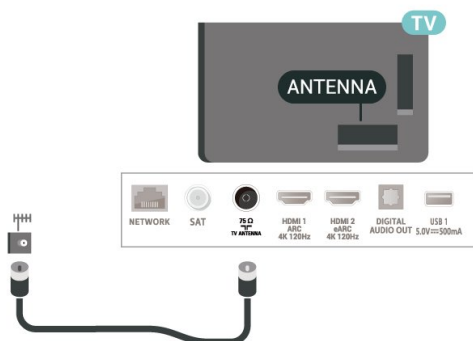 TV
ANTENNA
NETWORK
SAT
75 Ω
TV ANTENNA
HDMI 1
ARC
4K 120Hz
HDMI 2
eARC
4K 120Hz
DIGITAL
AUDIO OUT
USB 1
5.0V⎓500mA